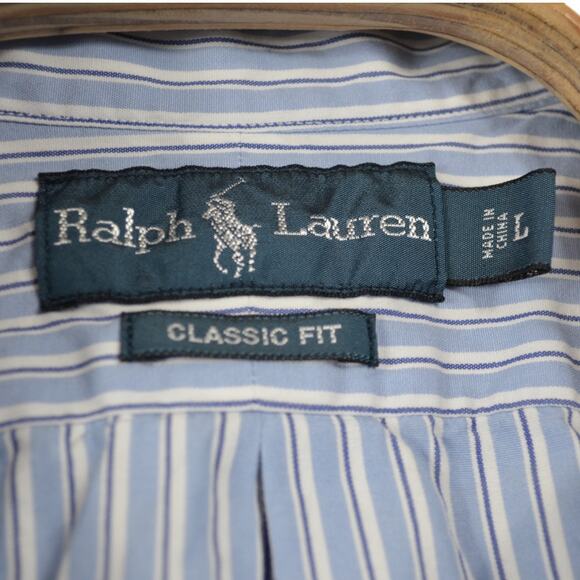 Ralph Lauren
MADE IN
CHINA
L
CLASSIC FIT